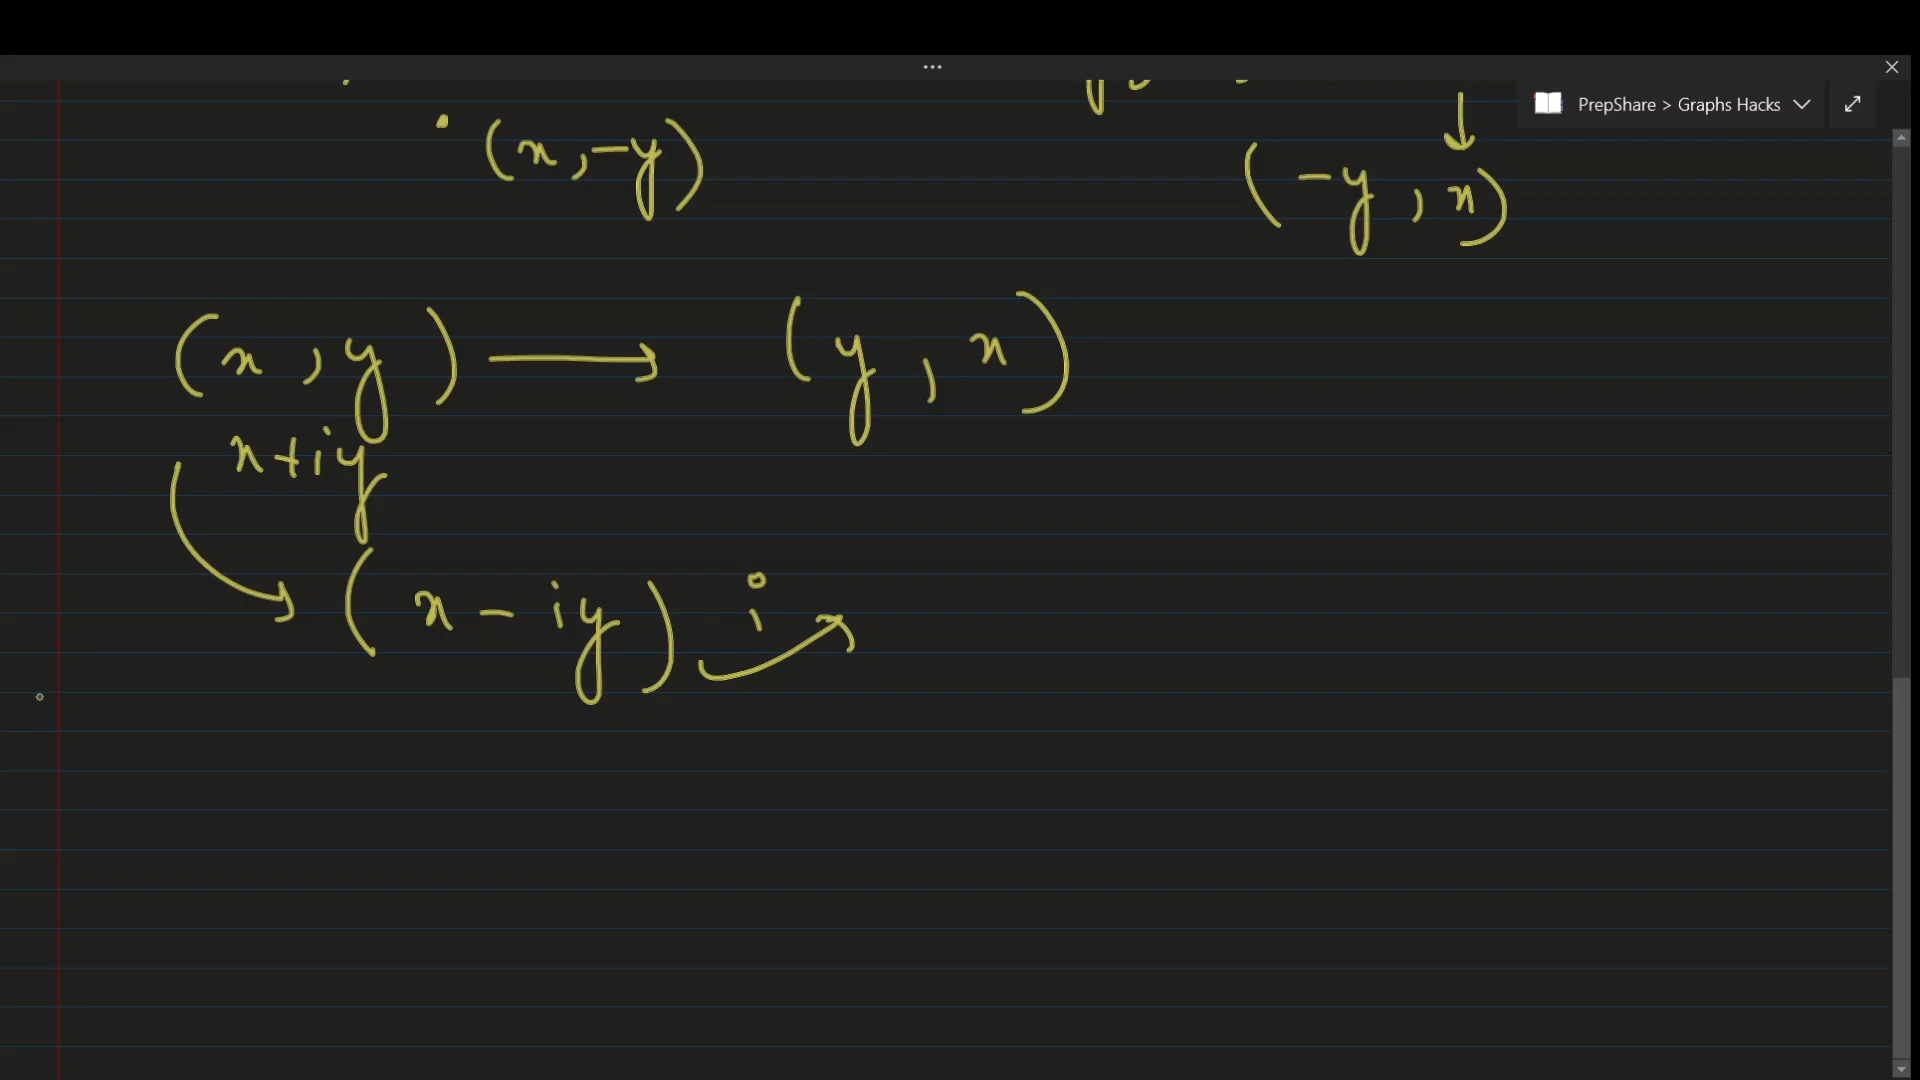 PrepShare > Graphs Hacks
(x, -y)
(-y, x)
(x, y) → (y, x)
x + iy
(x - iy) i